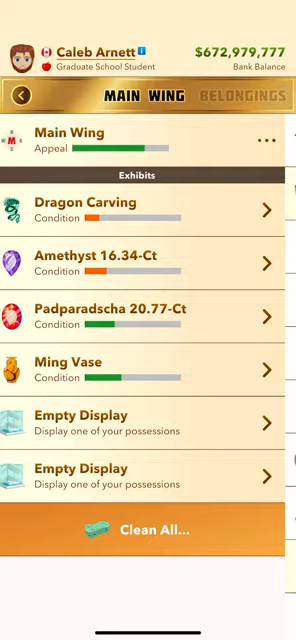 Caleb Arnett
$672,979,777
Graduate School Student
Bank Balance
MAIN WING
BELONGINGS
Main Wing
Appeal
Exhibits
Dragon Carving
Condition
Amethyst 16.34-Ct
Condition
Padparadscha 20.77-Ct
Condition
Ming Vase
Condition
Empty Display
Display one of your possessions
Empty Display
Display one of your possessions
Clean All...